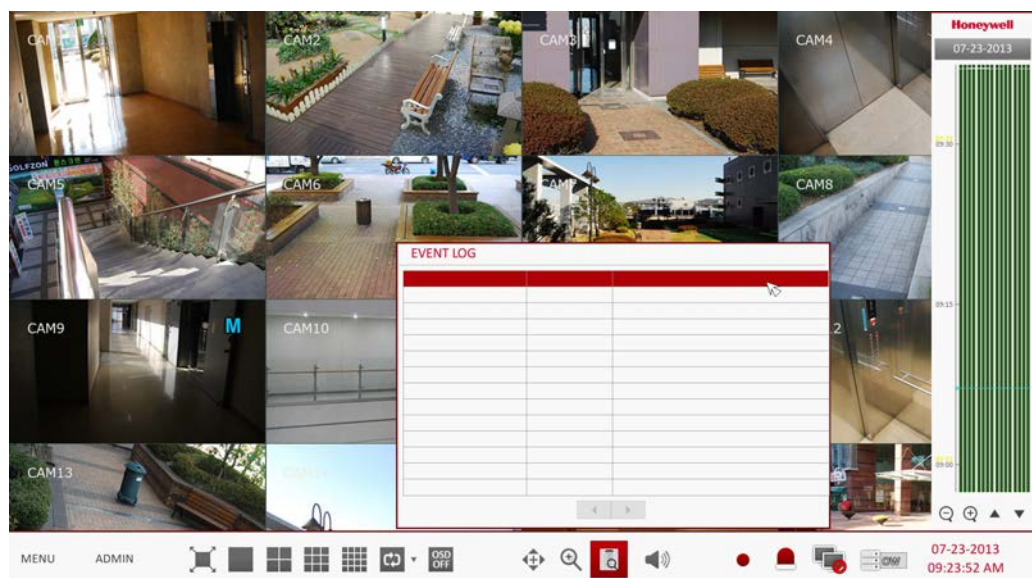 CAM2
CAM3
CAM4
Honeywell
07-23-2013
09:30
GOLFZON
CAM5
CAM6
CAM8
EVENT LOG
09:15
CAM9
M
CAM10
2
CAM13
09:00
MENU
ADMIN
OSD
OFF
07-23-2013
09:23:52 AM